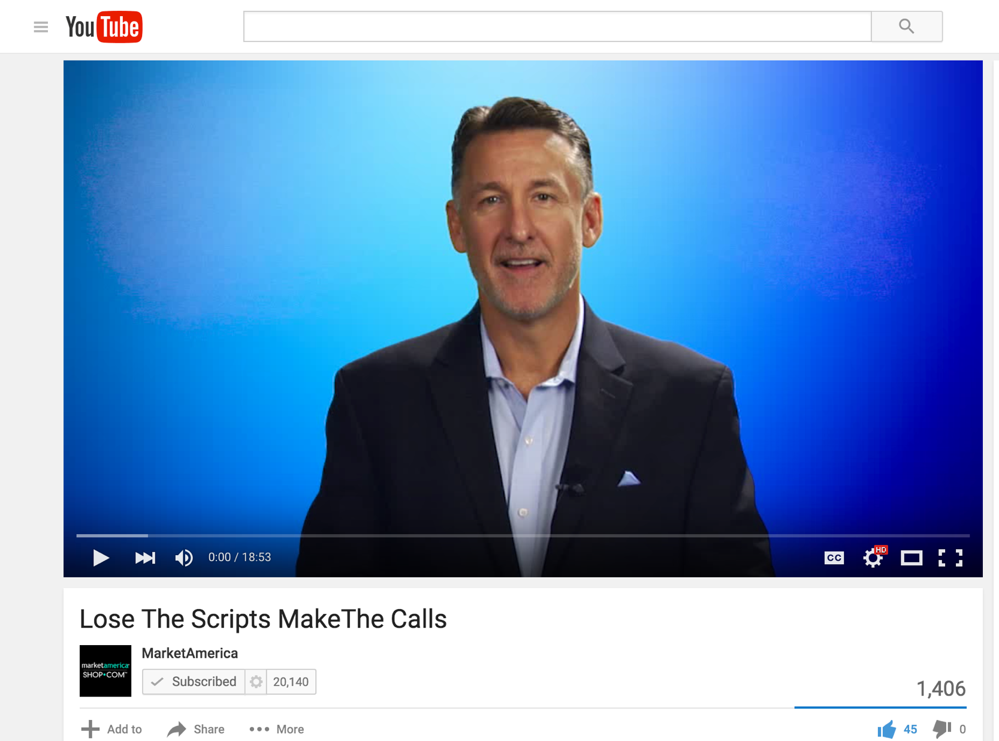 YouTube
0:00 / 18:53
CC
HD
Lose The Scripts MakeThe Calls
marketamerica
SHOP•COM™
MarketAmerica
Subscribed 20,140
1,406
Add to Share More 45 0